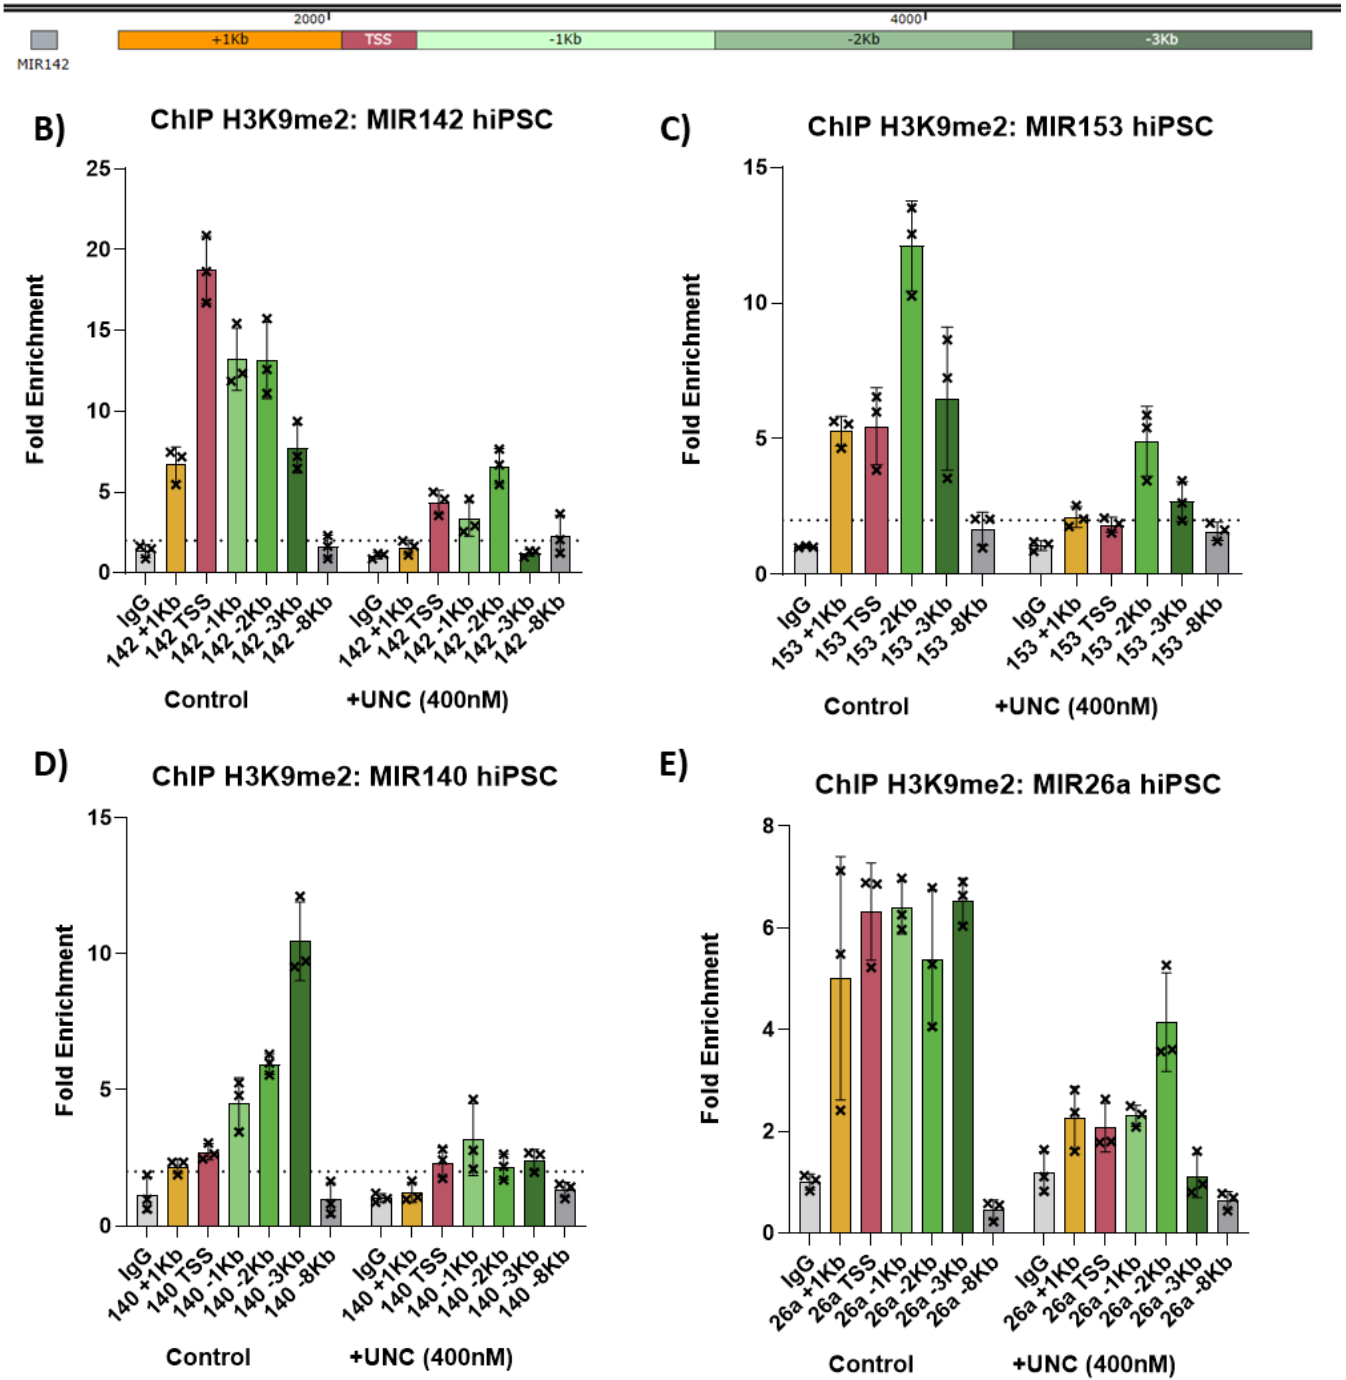 2000 4000
+1Kb TSS -1Kb -2Kb -3Kb
MIR142
B) ChIP H3K9me2: MIR142 hiPSC
25
20
15
10
5
0
Fold Enrichment
IgG
142 +1Kb
142 TSS
142 -1Kb
142 -2Kb
142 -3Kb
142 -8Kb
IgG
142 +1Kb
142 TSS
142 -1Kb
142 -2Kb
142 -3Kb
142 -8Kb
Control +UNC (400nM)
C) ChIP H3K9me2: MIR153 hiPSC
15
10
5
0
Fold Enrichment
IgG
153 +1Kb
153 TSS
153 -2Kb
153 -3Kb
153 -8Kb
IgG
153 +1Kb
153 TSS
153 -2Kb
153 -3Kb
153 -8Kb
Control +UNC (400nM)
D) ChIP H3K9me2: MIR140 hiPSC
15
10
5
0
Fold Enrichment
IgG
140 +1Kb
140 TSS
140 -1Kb
140 -2Kb
140 -3Kb
140 -8Kb
IgG
140 +1Kb
140 TSS
140 -1Kb
140 -2Kb
140 -3Kb
140 -8Kb
Control +UNC (400nM)
E) ChIP H3K9me2: MIR26a hiPSC
8
6
4
2
0
Fold Enrichment
IgG
26a +1Kb
26a TSS
26a -1Kb
26a -2Kb
26a -3Kb
26a -8Kb
IgG
26a +1Kb
26a TSS
26a -1Kb
26a -2Kb
26a -3Kb
26a -8Kb
Control +UNC (400nM)